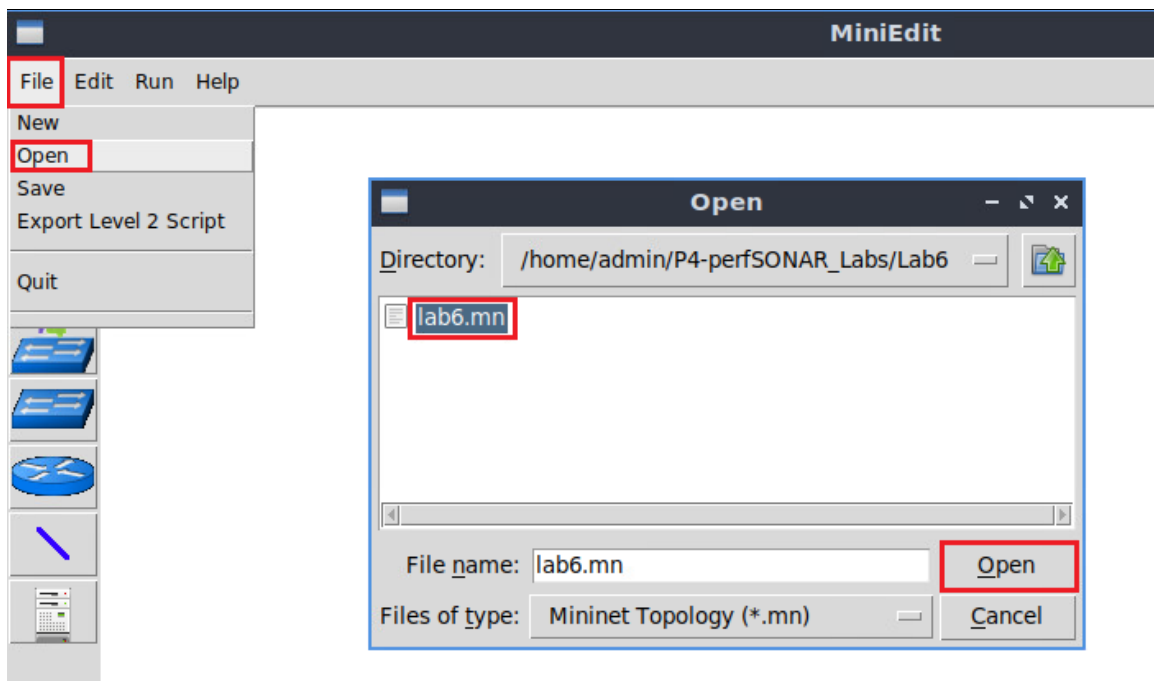 MiniEdit
File Edit Run Help
New
Open
Save
Export Level 2 Script
Quit
Open
Directory: /home/admin/P4-perfSONAR_Labs/Lab6
lab6.mn
File name: lab6.mn
Open
Files of type: Mininet Topology (*.mn)
Cancel